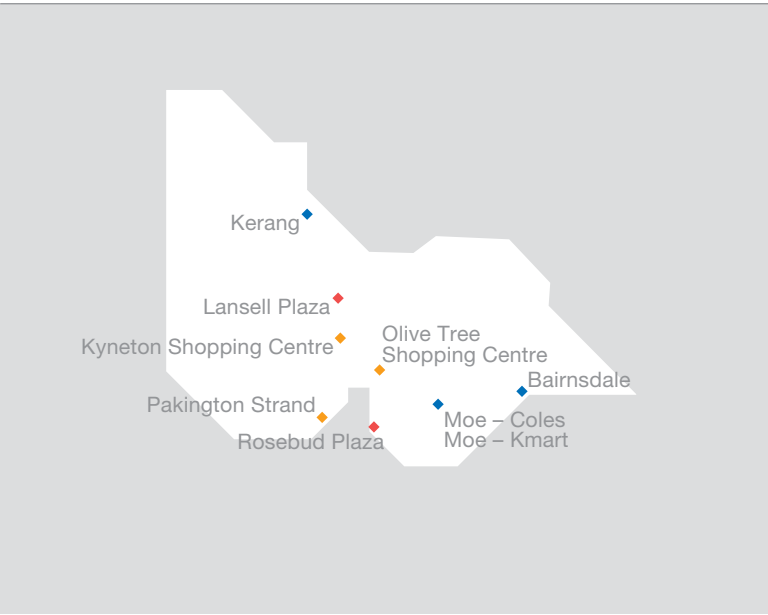 Kerang
Lansell Plaza
Kyneton Shopping Centre
Olive Tree
Shopping Centre
Bairnsdale
Pakington Strand
Moe – Coles
Moe – Kmart
Rosebud Plaza